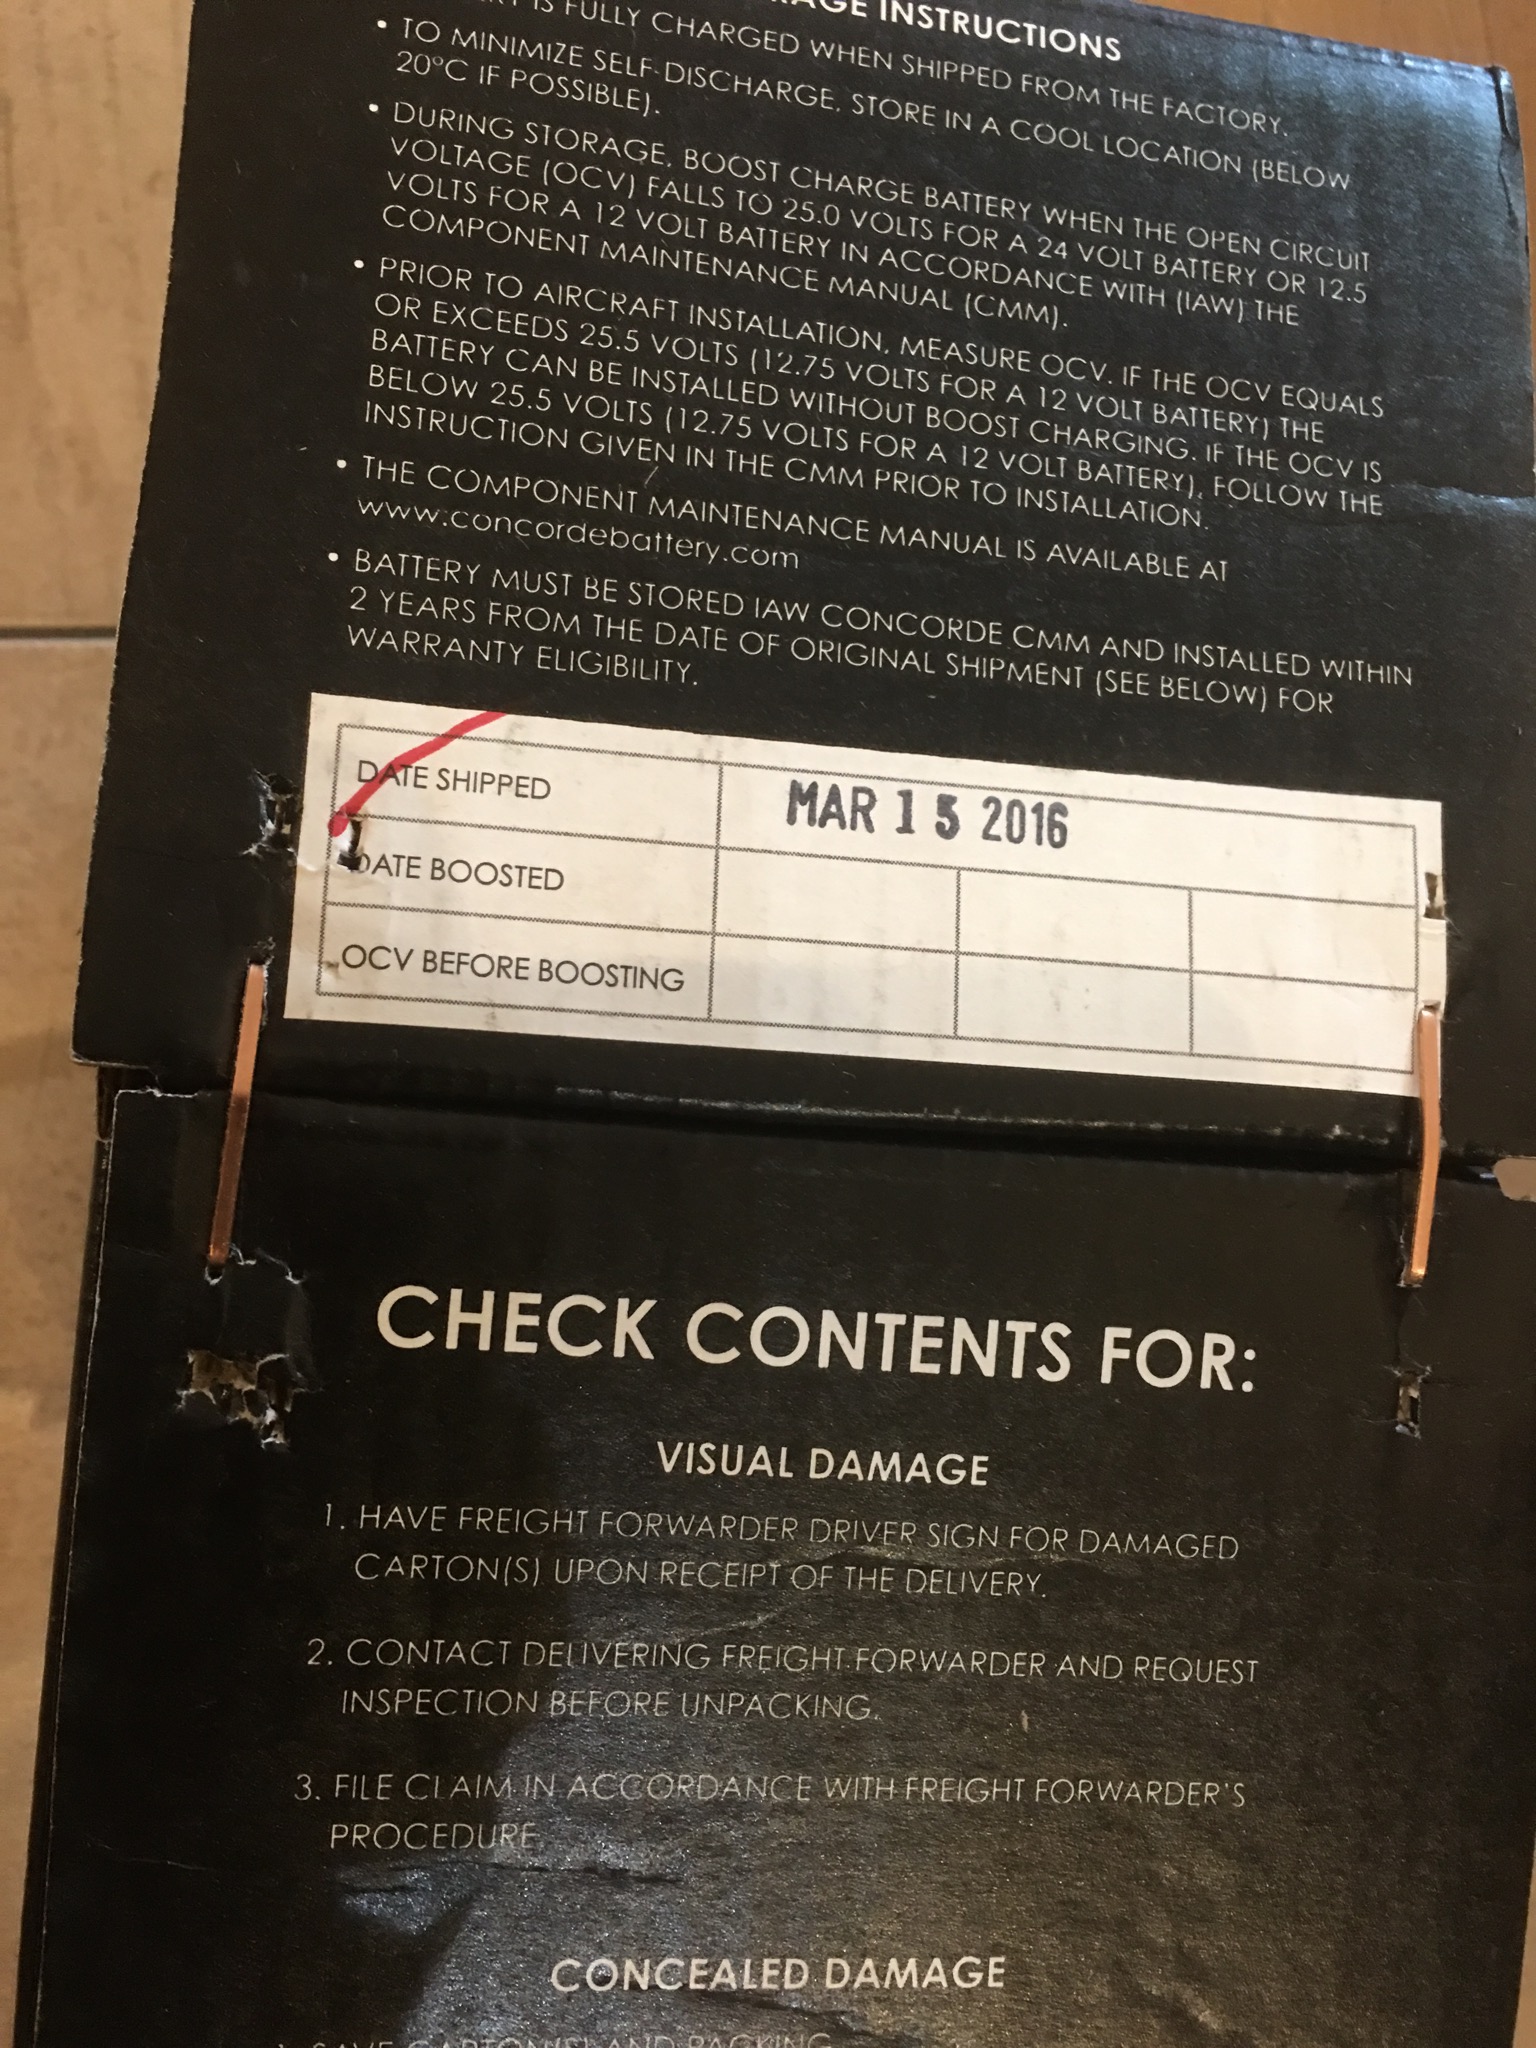 INSTRUCTIONS
IS FULLY CHARGED WHEN SHIPPED FROM THE FACTORY.
• TO MINIMIZE SELF-DISCHARGE, STORE IN A COOL LOCATION (BELOW
20°C IF POSSIBLE).
• DURING STORAGE, BOOST CHARGE BATTERY WHEN THE OPEN CIRCUIT
VOLTAGE (OCV) FALLS TO 25.0 VOLTS FOR A 24 VOLT BATTERY OR 12.5
VOLTS FOR A 12 VOLT BATTERY IN ACCORDANCE WITH (IAW) THE
COMPONENT MAINTENANCE MANUAL (CMM).
• PRIOR TO AIRCRAFT INSTALLATION, MEASURE OCV. IF THE OCV EQUALS
OR EXCEEDS 25.5 VOLTS (12.75 VOLTS FOR A 12 VOLT BATTERY) THE
BATTERY CAN BE INSTALLED WITHOUT BOOST CHARGING. IF THE OCV IS
BELOW 25.5 VOLTS (12.75 VOLTS FOR A 12 VOLT BATTERY), FOLLOW THE
INSTRUCTION GIVEN IN THE CMM PRIOR TO INSTALLATION.
• THE COMPONENT MAINTENANCE MANUAL IS AVAILABLE AT
www.concordebattery.com
• BATTERY MUST BE STORED IAW CONCORDE CMM AND INSTALLED WITHIN
2 YEARS FROM THE DATE OF ORIGINAL SHIPMENT (SEE BELOW) FOR
WARRANTY ELIGIBILITY.
DATE SHIPPED MAR 15 2016
DATE BOOSTED
OCV BEFORE BOOSTING
CHECK CONTENTS FOR:
VISUAL DAMAGE
1. HAVE FREIGHT FORWARDER DRIVER SIGN FOR DAMAGED
CARTON(S) UPON RECEIPT OF THE DELIVERY.
2. CONTACT DELIVERING FREIGHT FORWARDER AND REQUEST
INSPECTION BEFORE UNPACKING.
3. FILE CLAIM IN ACCORDANCE WITH FREIGHT FORWARDER'S
PROCEDURE
CONCEALED DAMAGE
1. SAVE CARTON(S) AND PACKING